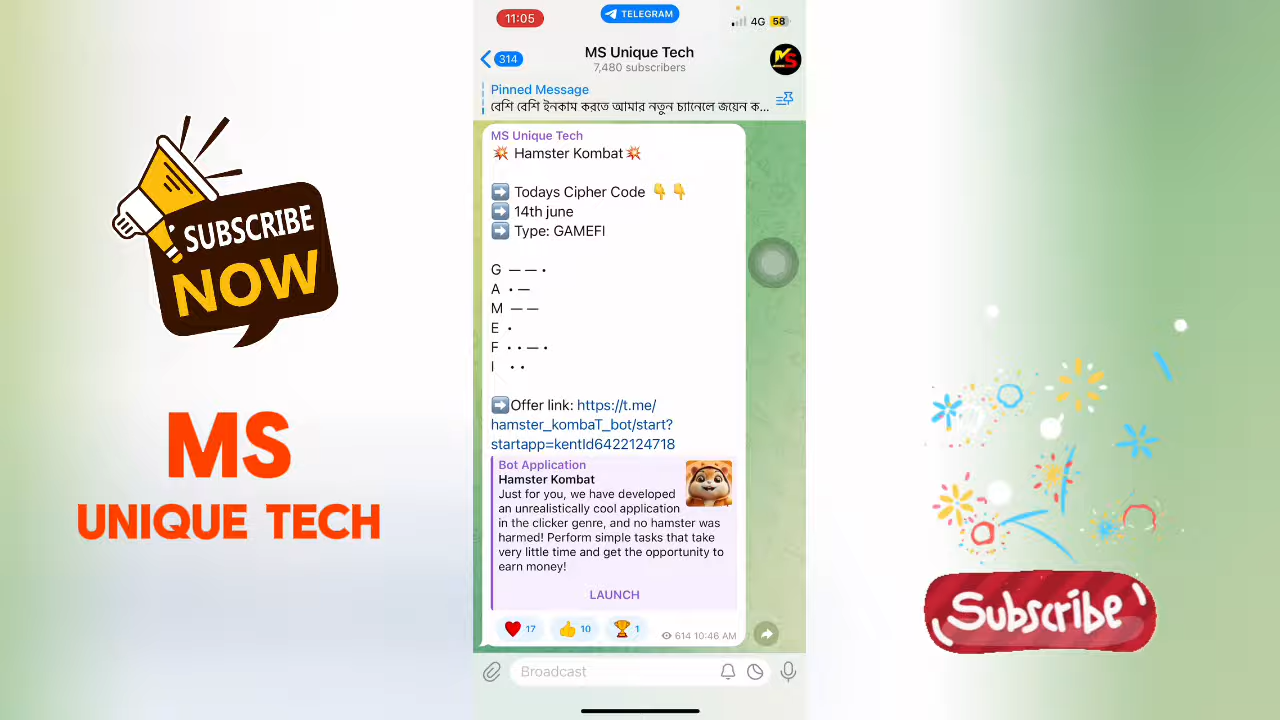 11:05
TELEGRAM
4G 58
314
MS Unique Tech
7,480 subscribers
MS
Pinned Message
বেশি বেশি ইনকাম করতে আমার নতুন চ্যানেলে জয়েন ক...
MS Unique Tech
💥 Hamster Kombat💥
➡️ Todays Cipher Code 👇 👇
➡️ 14th june
➡️ Type: GAMEFI
G — — •
A • —
M — —
E •
F • • — •
I • •
➡️Offer link: https://t.me/
hamster_kombaT_bot/start?
startapp=kentId6422124718
Bot Application
Hamster Kombat
Just for you, we have developed
an unrealistically cool application
in the clicker genre, and no hamster was
harmed! Perform simple tasks that take
very little time and get the opportunity to
earn money!
LAUNCH
❤️ 17 👍 10 🏆 1 614 10:46 AM
Broadcast
SUBSCRIBE
NOW
MS
UNIQUE TECH
Subscribe